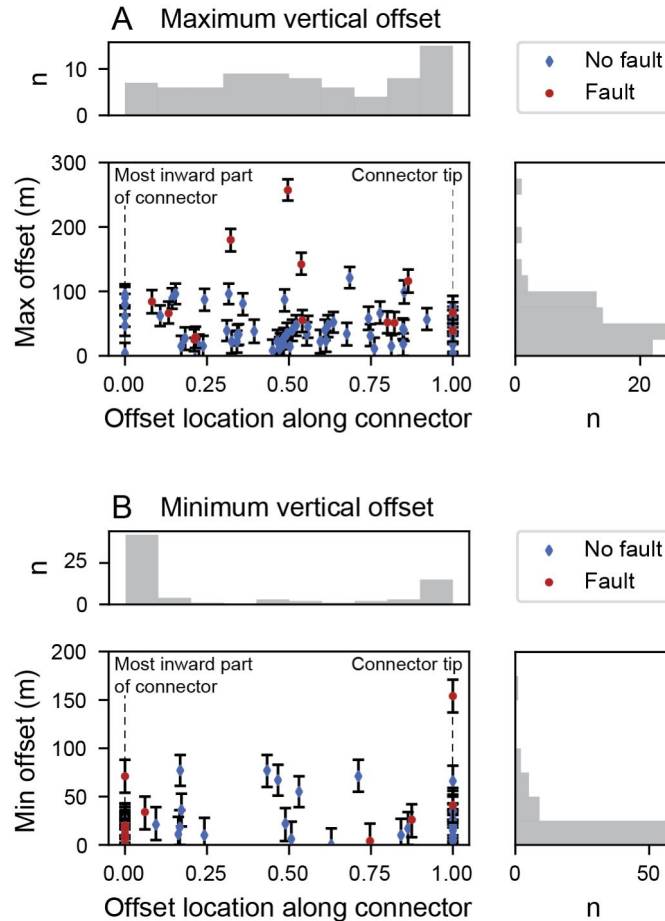 A Maximum vertical offset
n
10
0
No fault
Fault
Max offset (m)
300
200
100
0
Most inward part
of connector
Connector tip
0.00 0.25 0.50 0.75 1.00
Offset location along connector
0 20
n
B Minimum vertical offset
n
25
0
No fault
Fault
Min offset (m)
200
150
100
50
0
Most inward part
of connector
Connector tip
0.00 0.25 0.50 0.75 1.00
Offset location along connector
0 50
n